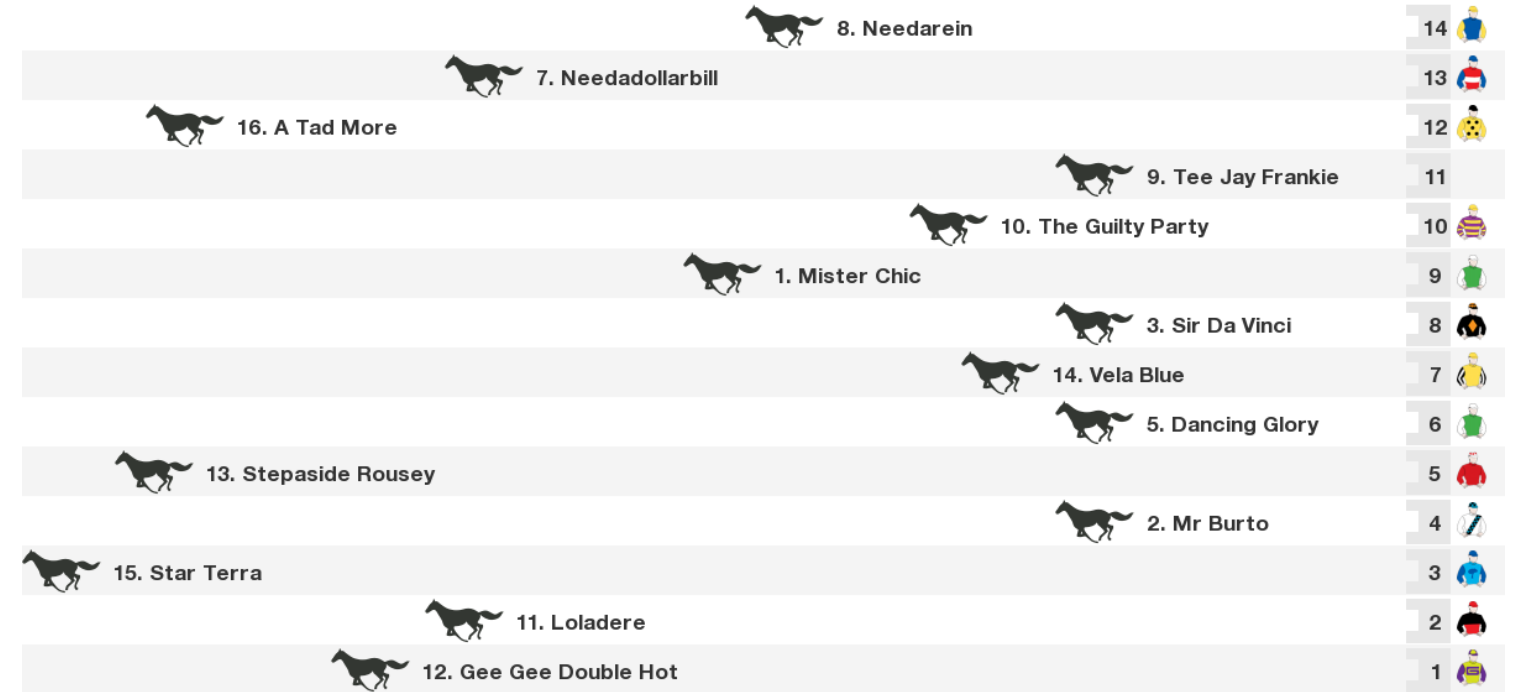 8. Needarein 14
7. Needadollarbill 13
16. A Tad More 12
9. Tee Jay Frankie 11
10. The Guilty Party 10
1. Mister Chic 9
3. Sir Da Vinci 8
14. Vela Blue 7
5. Dancing Glory 6
13. Stepaside Rousey 5
2. Mr Burto 4
15. Star Terra 3
11. Loladere 2
12. Gee Gee Double Hot 1